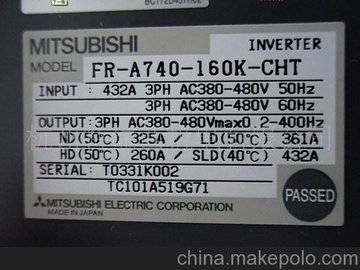 BC172D437H02
MITSUBISHI
INVERTER
MODEL FR-A740-160K-CHT
INPUT : 432A 3PH AC380-480V 50Hz
3PH AC380-480V 60Hz
OUTPUT:3PH AC380-480Vmax0.2-400Hz
ND(50℃) 325A / LD(50℃) 361A
HD(50℃) 260A / SLD(40℃) 432A
SERIAL: T0331K002
TC101A519G71
PASSED
MITSUBISHI ELECTRIC CORPORATION
MADE IN JAPAN
china.makepolo.com